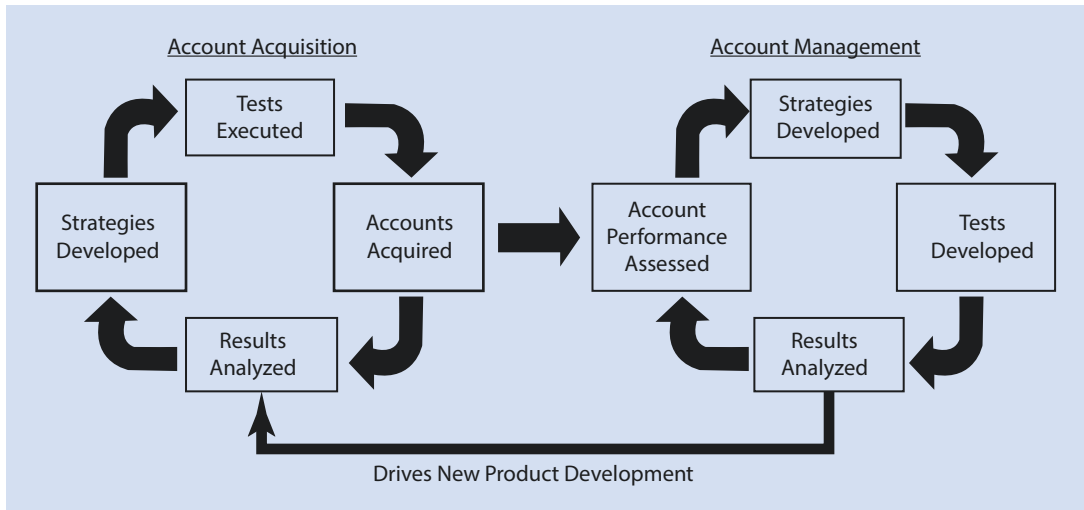 Account Acquisition
Tests
Executed
Strategies
Developed
Accounts
Acquired
Results
Analyzed
Account Management
Strategies
Developed
Account
Performance
Assessed
Tests
Developed
Results
Analyzed
Drives New Product Development